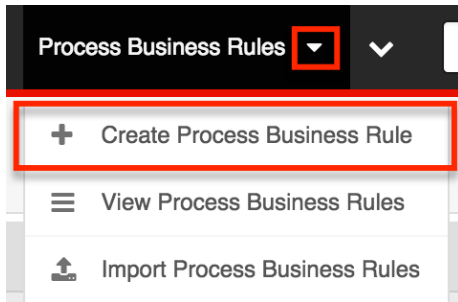 Process Business Rules
Create Process Business Rule
View Process Business Rules
Import Process Business Rules